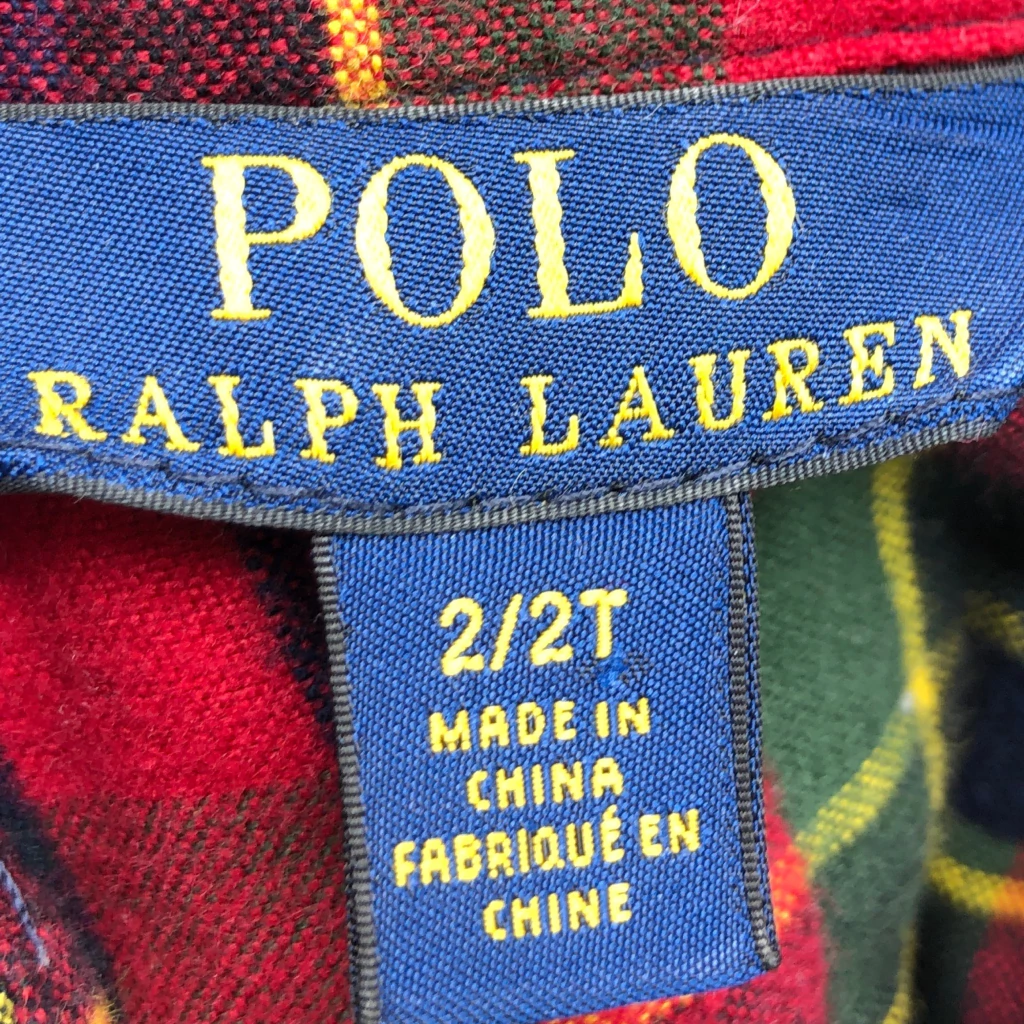 POLO
RALPH LAUREN
2/2T
MADE IN
CHINA
FABRIQUÉ EN
CHINE